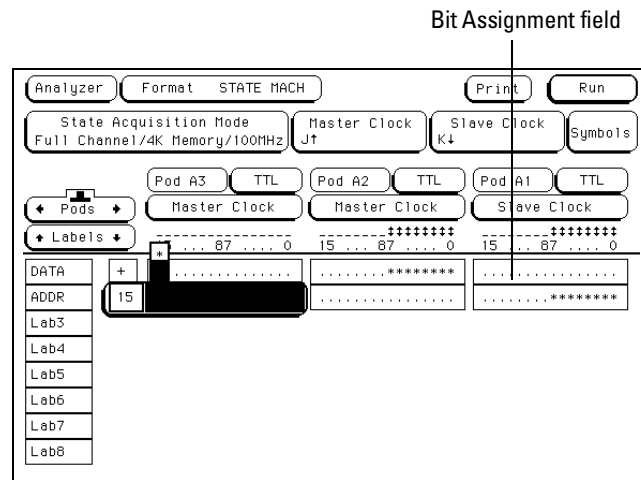 Bit Assignment field
Analyzer Format STATE MACH Print Run
State Acquisition Mode Master Clock Slave Clock Symbols
Full Channel/4K Memory/100MHz J↑ K↓
Pod A3 TTL Pod A2 TTL Pod A1 TTL
← Pods → Master Clock Master Clock Slave Clock
↑ Labels ↓
... 87 .... 0 15 ... 87 .... 0 15 ... 87 .... 0
*
DATA + ............... ........******** ................
ADDR 15 ................ ........********
Lab3
Lab4
Lab5
Lab6
Lab7
Lab8